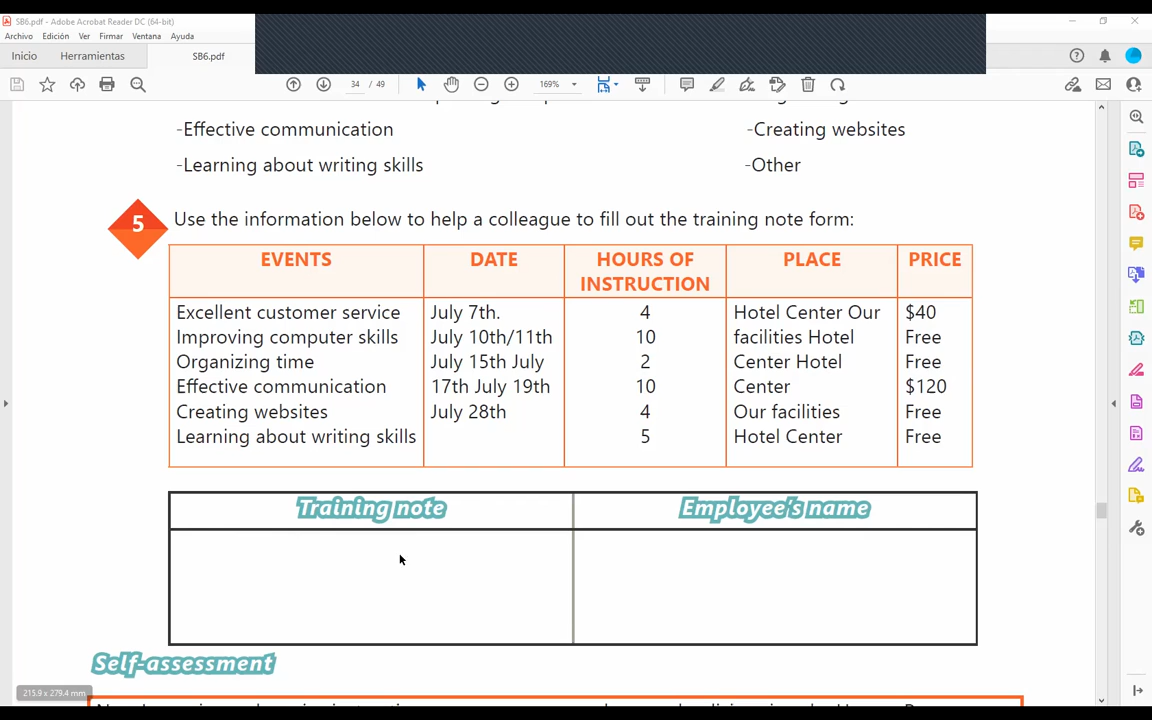 SB6.pdf - Adobe Acrobat Reader DC (64-bit)
Archivo Edición Ver Firmar Ventana Ayuda
Inicio Herramientas SB6.pdf
34 / 49 169%
-Effective communication -Creating websites
-Learning about writing skills -Other
5 Use the information below to help a colleague to fill out the training note form:
EVENTS DATE HOURS OF INSTRUCTION PLACE PRICE
Excellent customer service July 7th. 4 Hotel Center Our $40
Improving computer skills July 10th/11th 10 facilities Hotel Free
Organizing time July 15th July 2 Center Hotel Free
Effective communication 17th July 19th 10 Center $120
Creating websites July 28th 4 Our facilities Free
Learning about writing skills 5 Hotel Center Free
Training note Employee's name
Self-assessment
215.9 x 279.4 mm